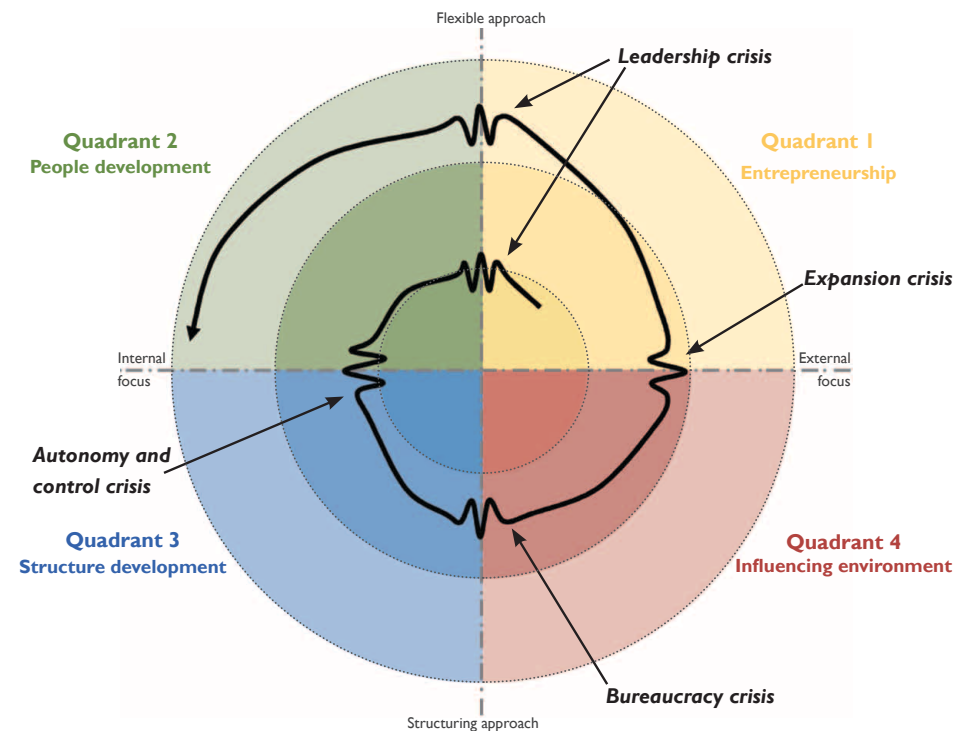 Flexible approach
Leadership crisis
Quadrant 2
People development
Quadrant 1
Entrepreneurship
Expansion crisis
Internal
focus
External
focus
Autonomy and
control crisis
Quadrant 3
Structure development
Quadrant 4
Influencing environment
Bureaucracy crisis
Structuring approach